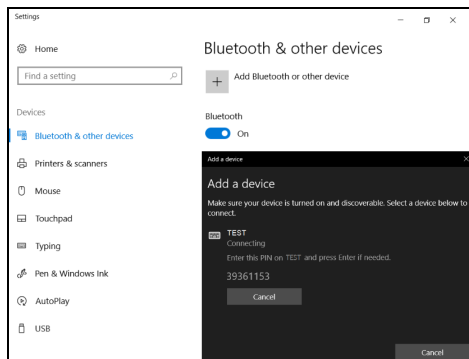 Settings
Home
Find a setting
Devices
Bluetooth & other devices
Printers & scanners
Mouse
Touchpad
Typing
Pen & Windows Ink
AutoPlay
USB
Bluetooth & other devices
Add Bluetooth or other device
Bluetooth
On
Add a device
Add a device
Make sure your device is turned on and discoverable. Select a device below to
connect.
TEST
Connecting
Enter this PIN on TEST and press Enter if needed.
39361153
Cancel
Cancel